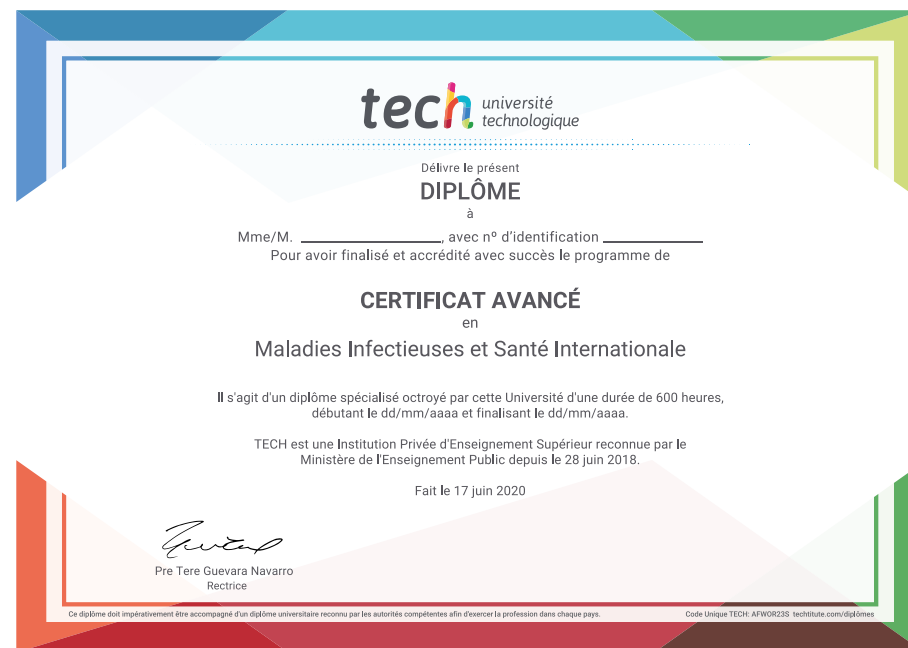 tech université
technologique
Délivre le présent
DIPLÔME
à
Mme/M. ____________, avec nº d'identification ____________
Pour avoir finalisé et accrédité avec succès le programme de
CERTIFICAT AVANCÉ
en
Maladies Infectieuses et Santé Internationale
Il s'agit d'un diplôme spécialisé octroyé par cette Université d'une durée de 600 heures,
débutant le dd/mm/aaaa et finalisant le dd/mm/aaaa.
TECH est une Institution Privée d'Enseignement Supérieur reconnue par le
Ministère de l'Enseignement Public depuis le 28 juin 2018.
Fait le 17 juin 2020
Pre Tere Guevara Navarro
Rectrice
Ce diplôme doit impérativement être accompagné d'un diplôme universitaire reconnu par les autorités compétentes afin d'exercer la profession dans chaque pays.
Code Unique TECH: AFWOR23S techtitute.com/diplômes